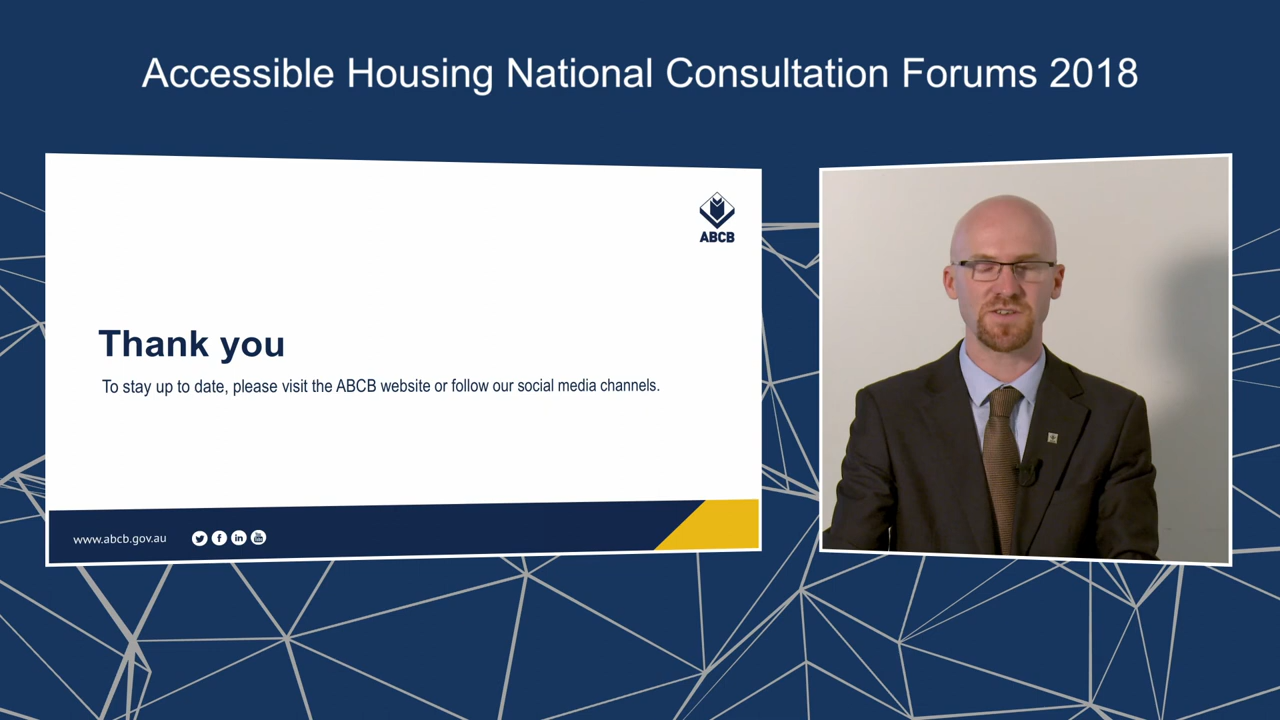 Accessible Housing National Consultation Forums 2018
ABCB
Thank you
To stay up to date, please visit the ABCB website or follow our social media channels.
www.abcb.gov.au